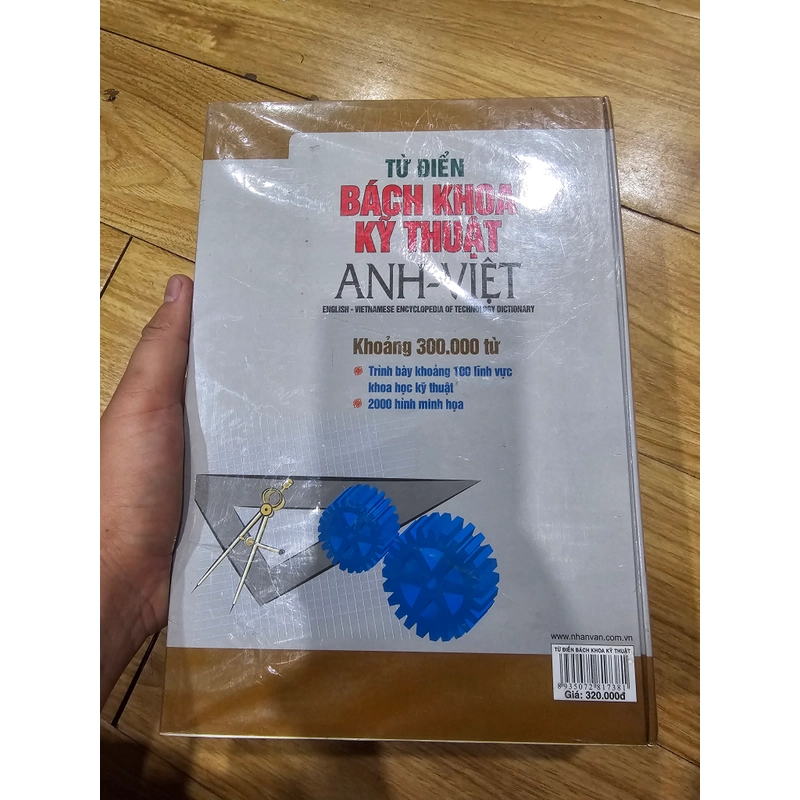 TỪ ĐIỂN
BÁCH KHOA
KỸ THUẬT
ANH-VIỆT
ENGLISH - VIETNAMESE ENCYCLOPEDIA OF TECHNOLOGY DICTIONARY
Khoảng 300.000 từ
Trình bày khoảng 100 lĩnh vực
khoa học kỹ thuật
2000 hình minh họa
www.nhanvan.com.vn
TỪ ĐIỂN BÁCH KHOA KỸ THUẬT
8935072817381
Giá: 320.000đ